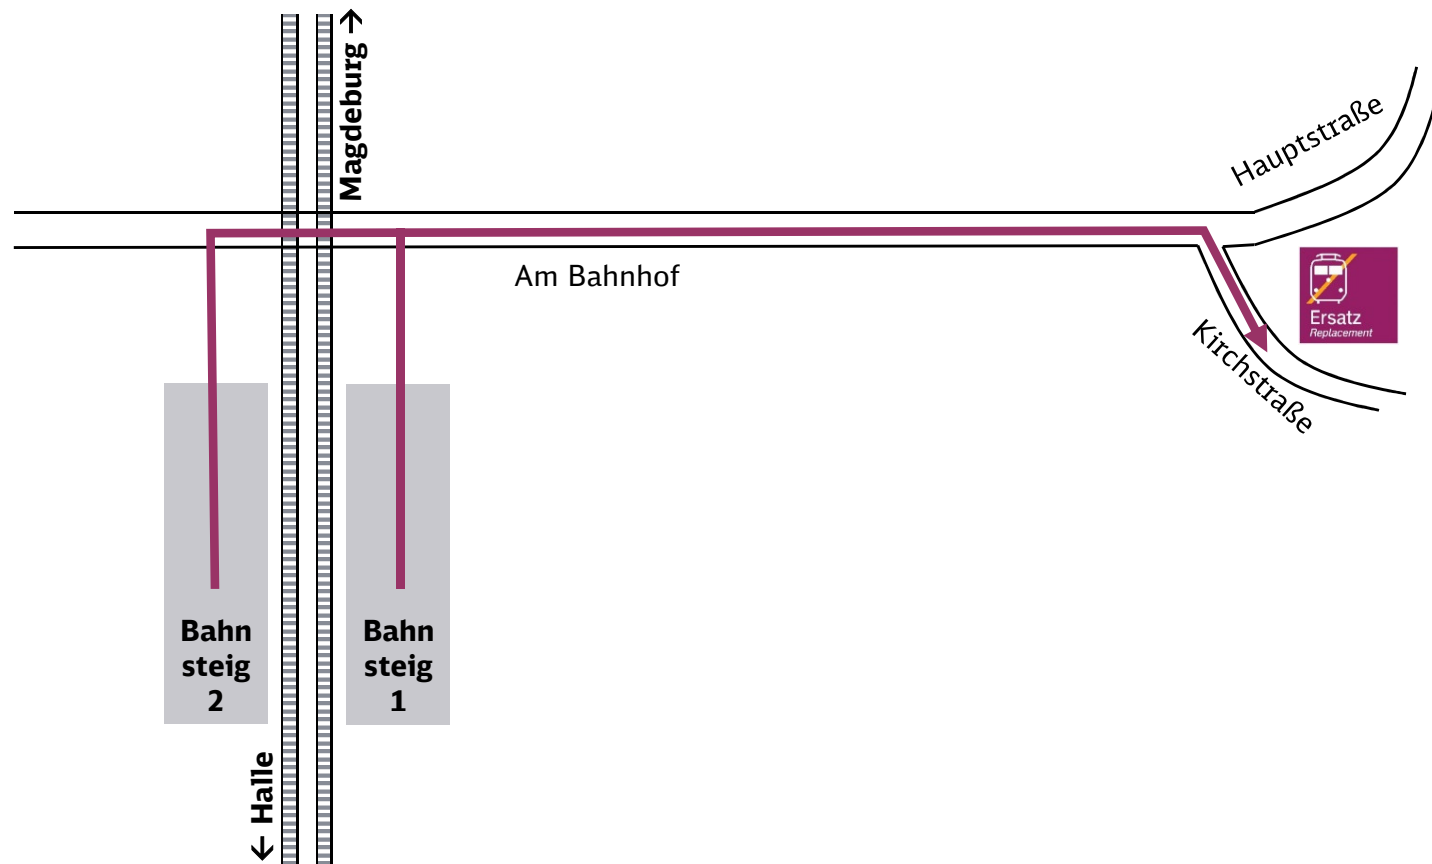 Magdeburg →
Hauptstraße
Am Bahnhof
Ersatz
Replacement
Kirchstraße
Bahn
steig
2
Bahn
steig
1
← Halle